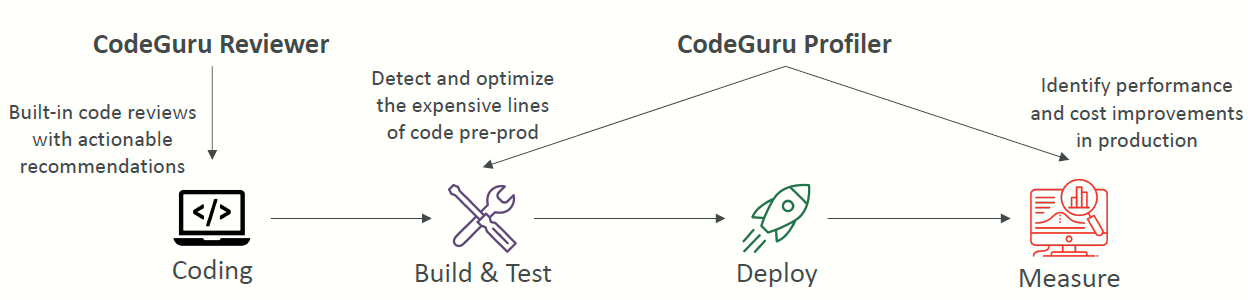 CodeGuru Reviewer
CodeGuru Profiler
Built-in code reviews
with actionable
recommendations
Detect and optimize
the expensive lines
of code pre-prod
Identify performance
and cost improvements
in production
</>
Coding
Build & Test
Deploy
Measure